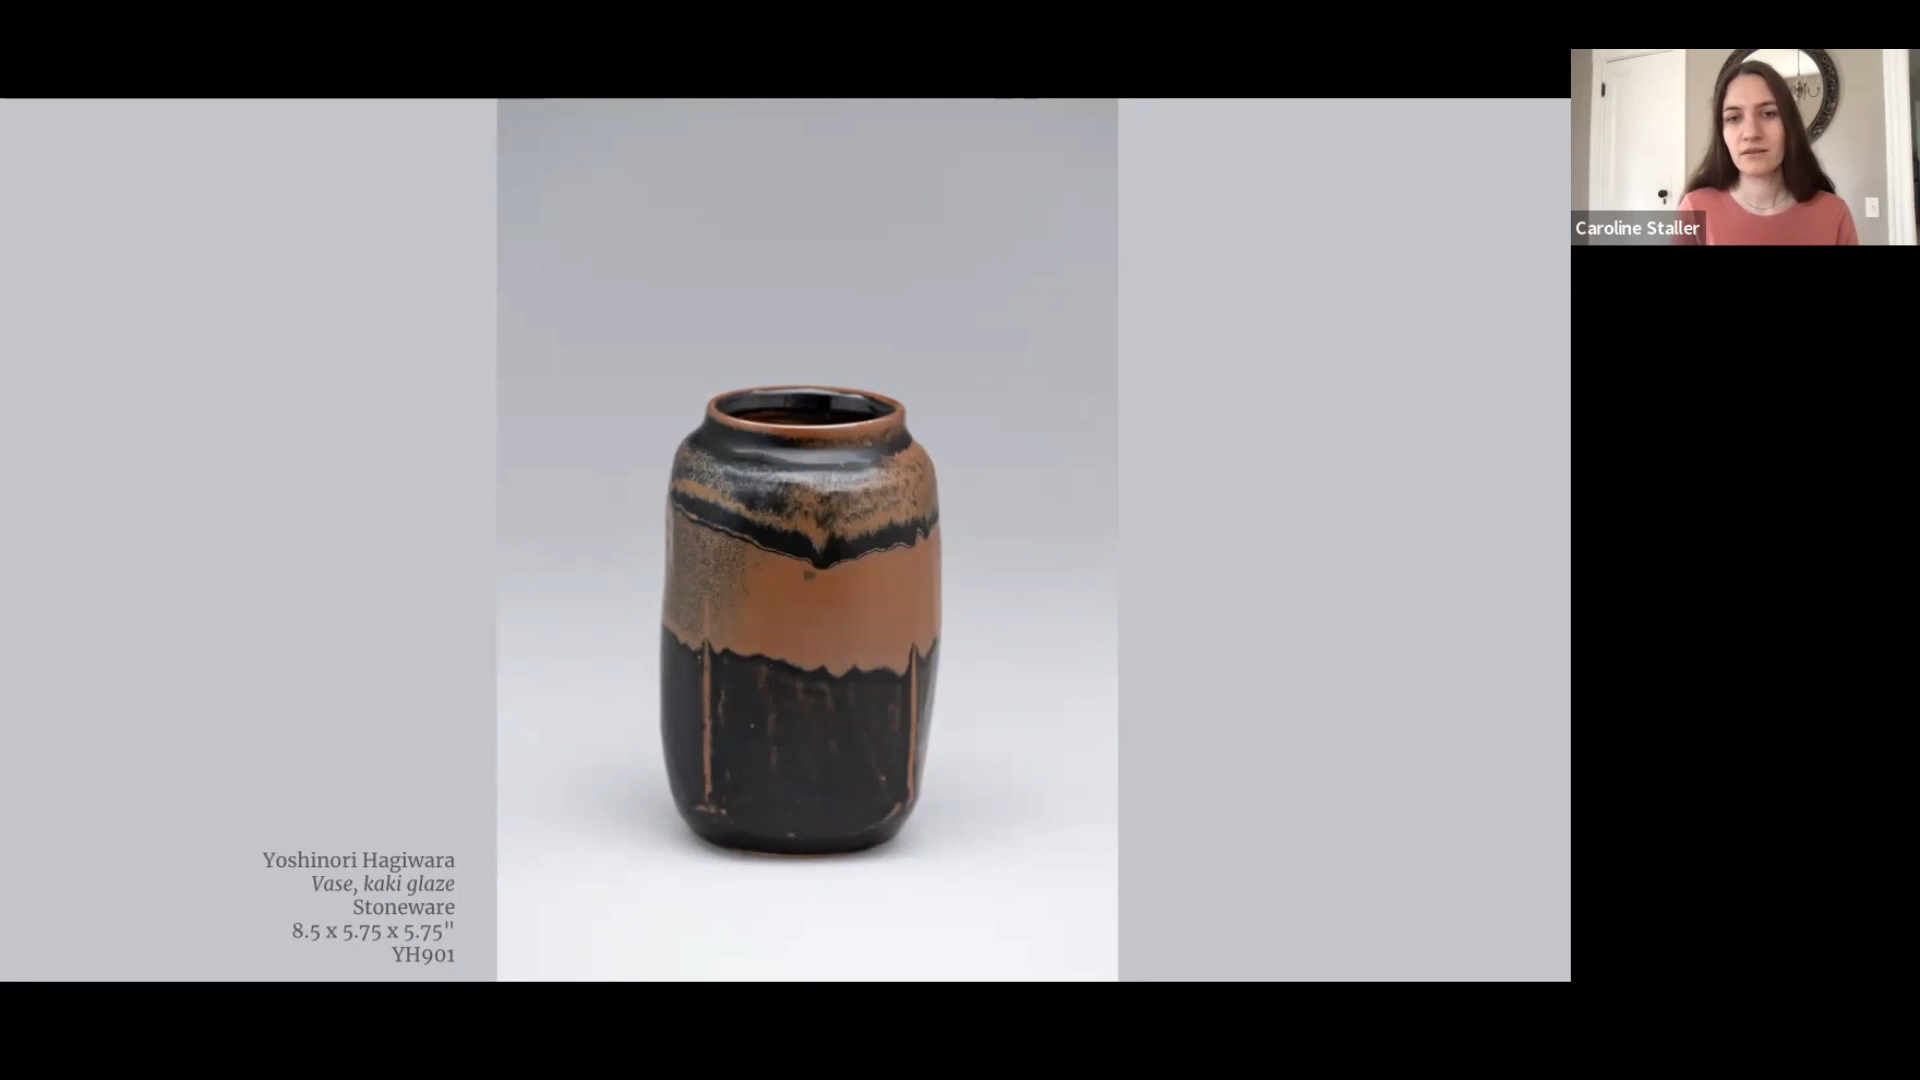 Caroline Staller
Yoshinori Hagiwara
Vase, kaki glaze
Stoneware
8.5 x 5.75 x 5.75"
YH901